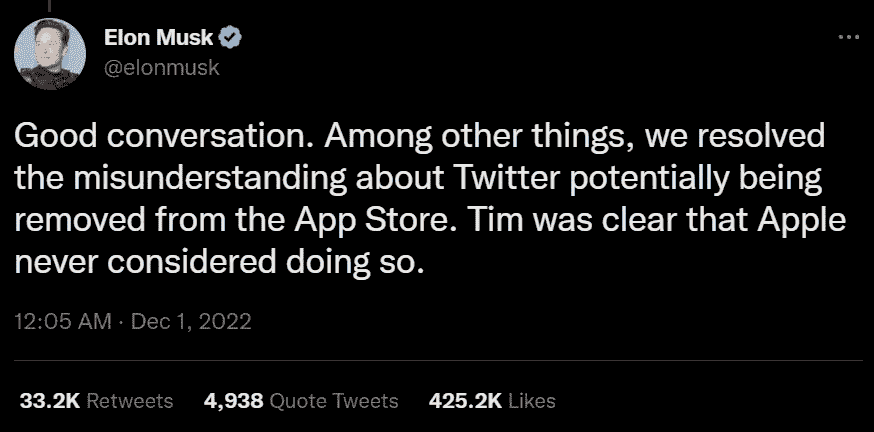 Elon Musk
@elonmusk
Good conversation. Among other things, we resolved
the misunderstanding about Twitter potentially being
removed from the App Store. Tim was clear that Apple
never considered doing so.
12:05 AM · Dec 1, 2022
33.2K Retweets 4,938 Quote Tweets 425.2K Likes